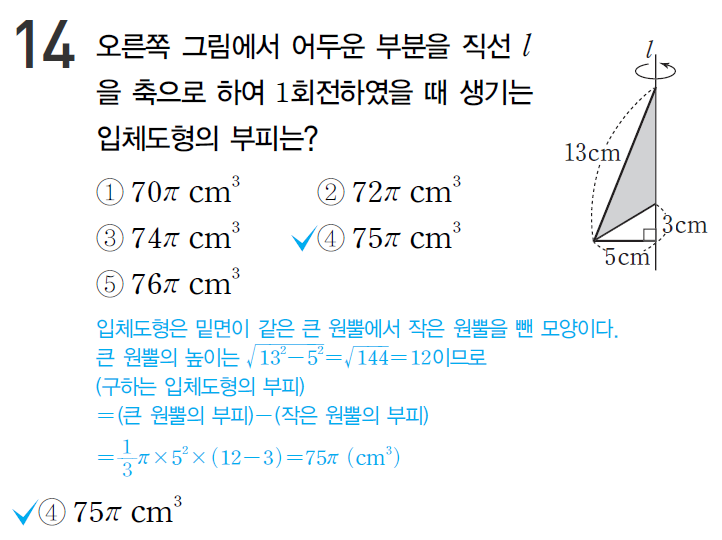 14 오른쪽 그림에서 어두운 부분을 직선 l
을 축으로 하여 1회전하였을 때 생기는
입체도형의 부피는?
① 70π cm³ ② 72π cm³
③ 74π cm³ ④ 75π cm³
⑤ 76π cm³
l
13cm
3cm
5cm
입체도형은 밑면이 같은 큰 원뿔에서 작은 원뿔을 뺀 모양이다.
큰 원뿔의 높이는 √(13²−5²)=√144=12이므로
(구하는 입체도형의 부피)
=(큰 원뿔의 부피)−(작은 원뿔의 부피)
=1/3π×5²×(12−3)=75π (cm³)
④ 75π cm³